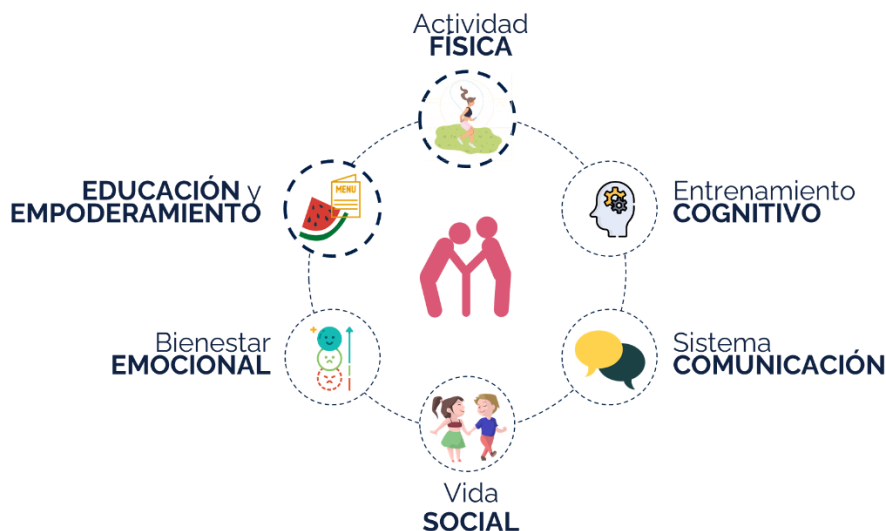 Actividad
FÍSICA
EDUCACIÓN y
EMPODERAMIENTO
MENU
Entrenamiento
COGNITIVO
Bienestar
EMOCIONAL
Sistema
COMUNICACIÓN
Vida
SOCIAL